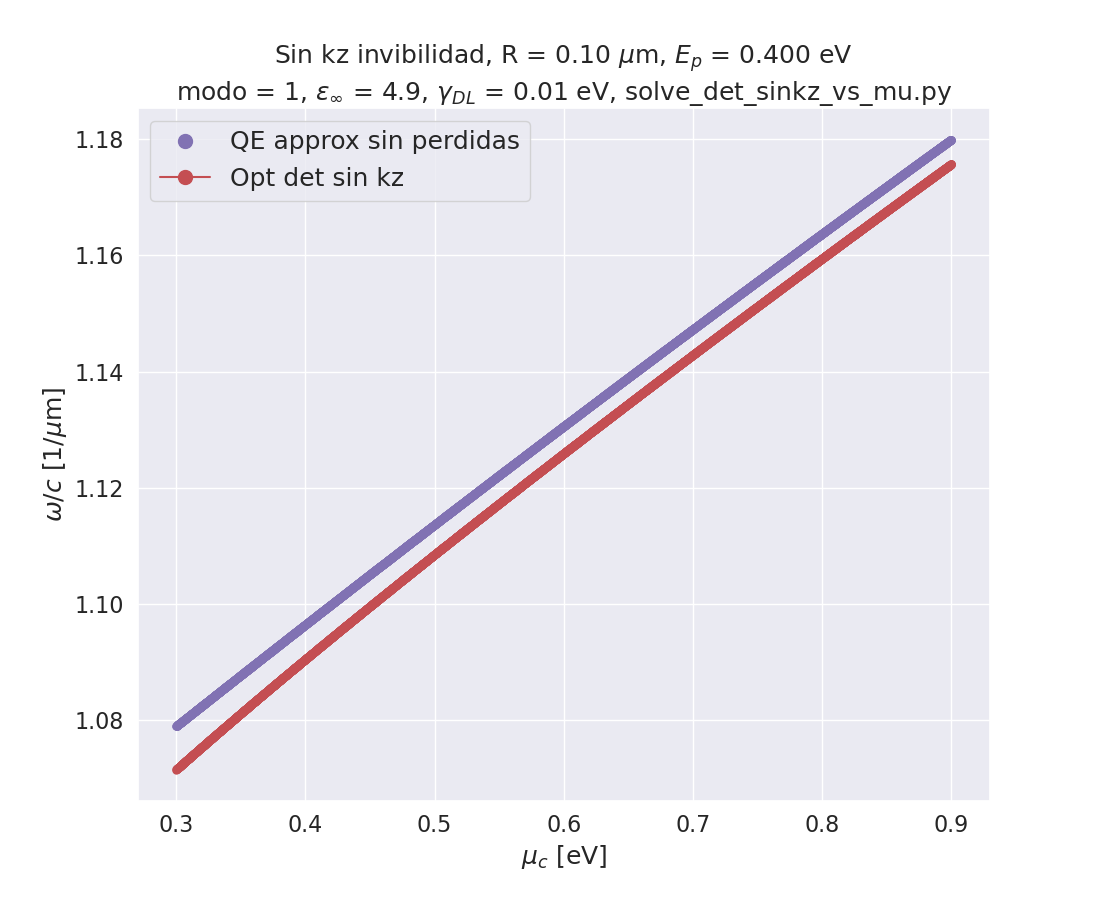 Sin kz invibilidad, R = 0.10 μm, E_p = 0.400 eV
modo = 1, ε_∞ = 4.9, γ_DL = 0.01 eV, solve_det_sinkz_vs_mu.py
QE approx sin perdidas
Opt det sin kz
1.18
1.16
1.14
1.12
1.10
1.08
ω/c [1/μm]
0.3 0.4 0.5 0.6 0.7 0.8 0.9
μ_c [eV]